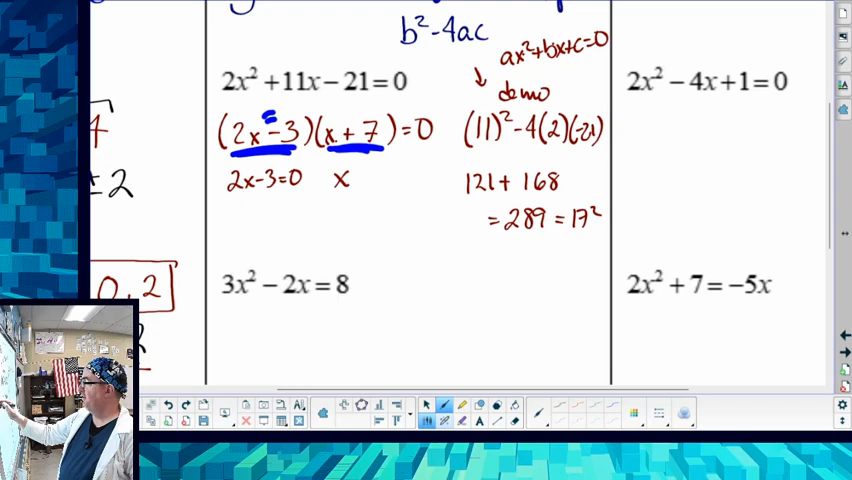 b² - 4ac
ax² + bx + c = 0
2x² + 11x − 21 = 0
demo
2x² − 4x + 1 = 0
(2x − 3)(x + 7) = 0
(11)² − 4(2)(−21)
2x − 3 = 0
x
121 + 168
± 2
= 289 = 17²
0, 2
3x² − 2x = 8
2x² + 7 = −5x
2